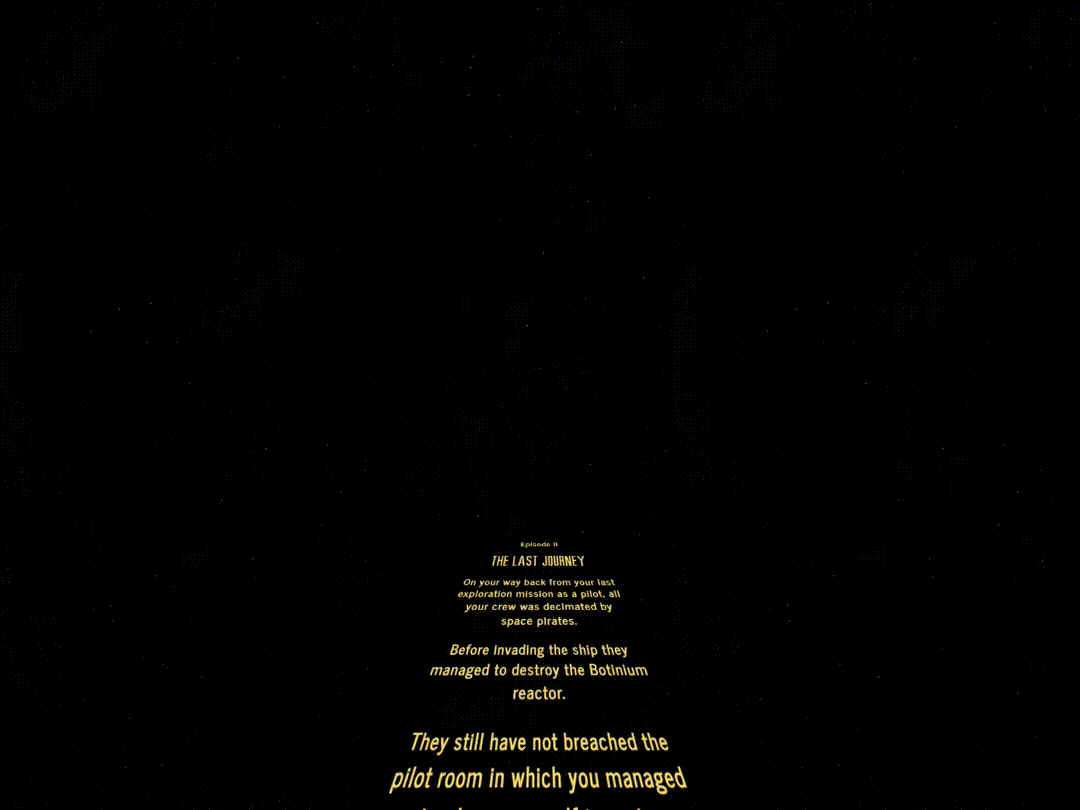 Episode II
THE LAST JOURNEY
On your way back from your last
exploration mission as a pilot, all
your crew was decimated by
space pirates.
Before invading the ship they
managed to destroy the Botinium
reactor.
They still have not breached the
pilot room in which you managed